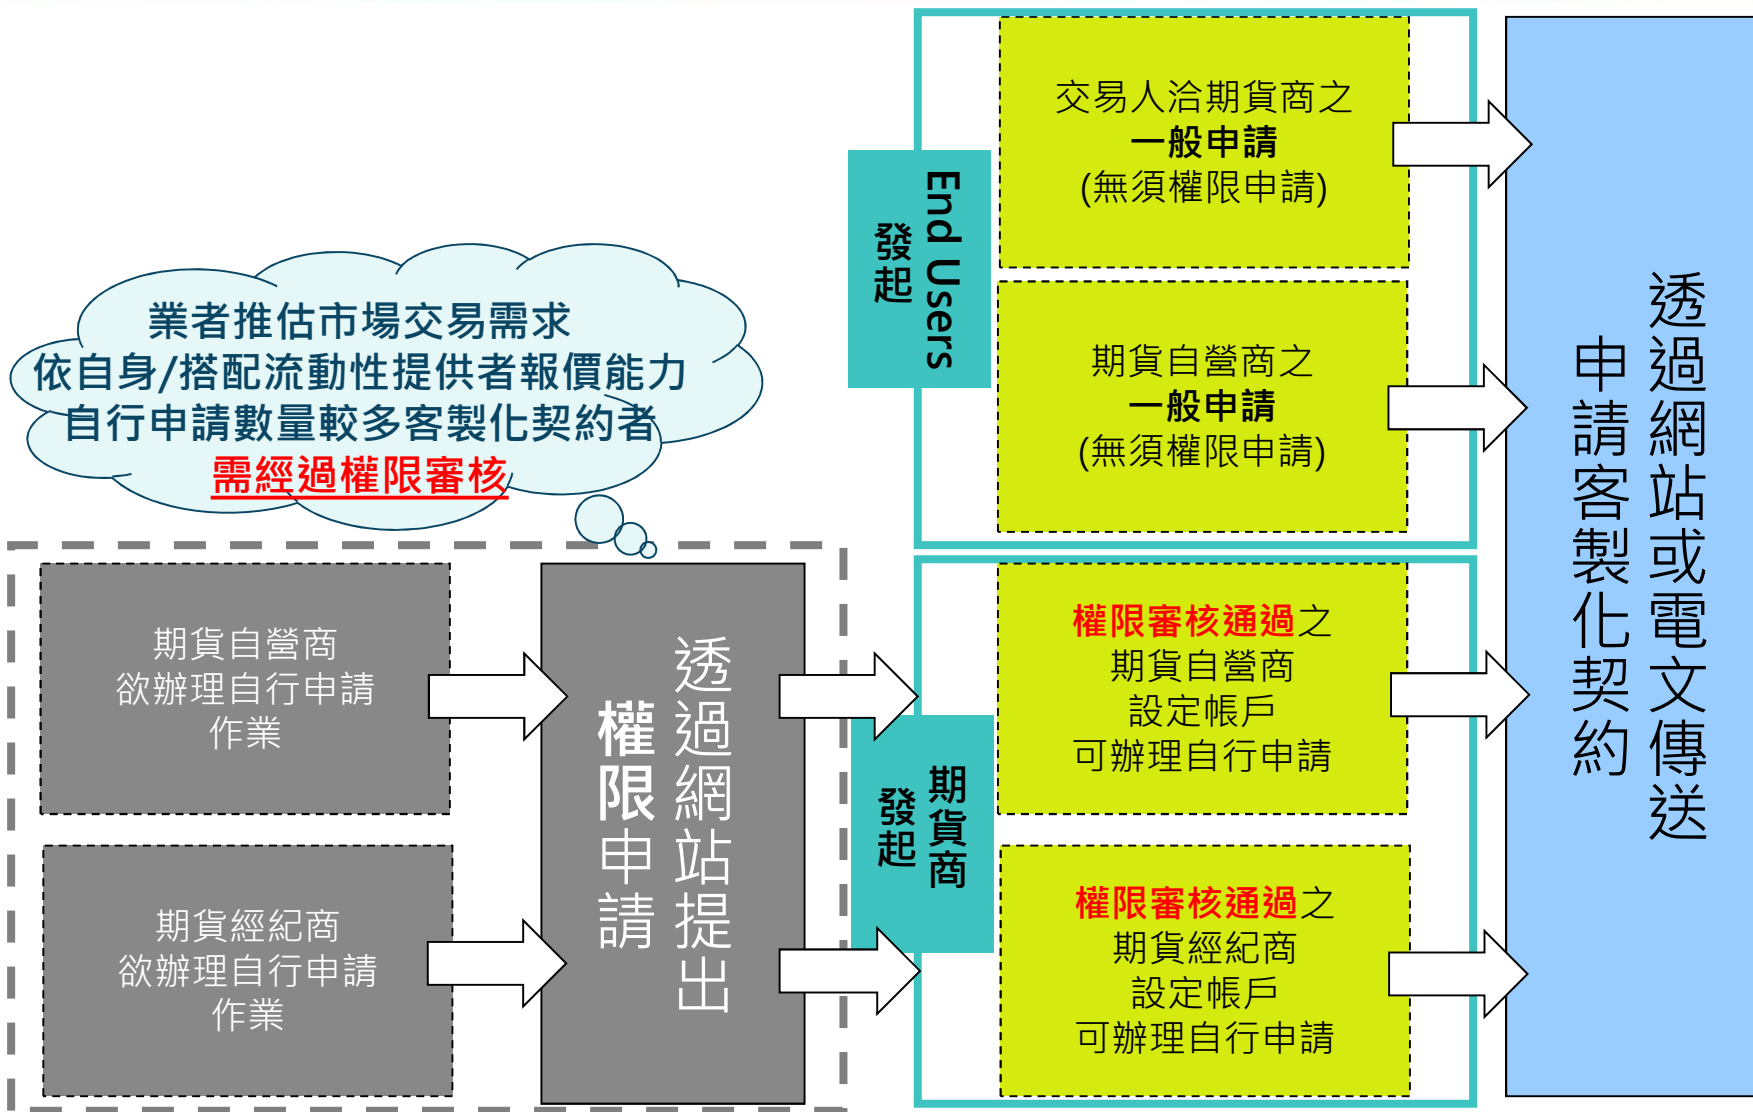 交易人洽期貨商之
一般申請
(無須權限申請)
End Users
發起
期貨自營商之
一般申請
(無須權限申請)
業者推估市場交易需求
依自身/搭配流動性提供者報價能力
自行申請數量較多客製化契約者
需經過權限審核
期貨自營商
欲辦理自行申請
作業
期貨經紀商
欲辦理自行申請
作業
透過網站提出
權限申請
期貨商
發起
權限審核通過之
期貨自營商
設定帳戶
可辦理自行申請
權限審核通過之
期貨經紀商
設定帳戶
可辦理自行申請
透過網站或電文傳送
申請客製化契約